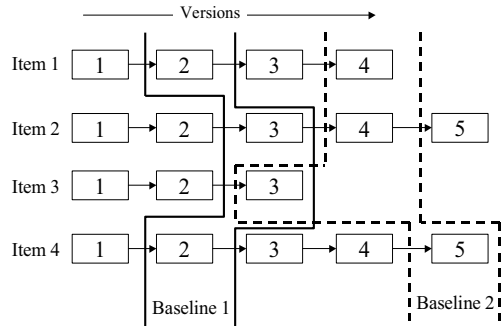 Versions
Item 1 1 2 3 4
Item 2 1 2 3 4 5
Item 3 1 2 3
Item 4 1 2 3 4 5
Baseline 1 Baseline 2